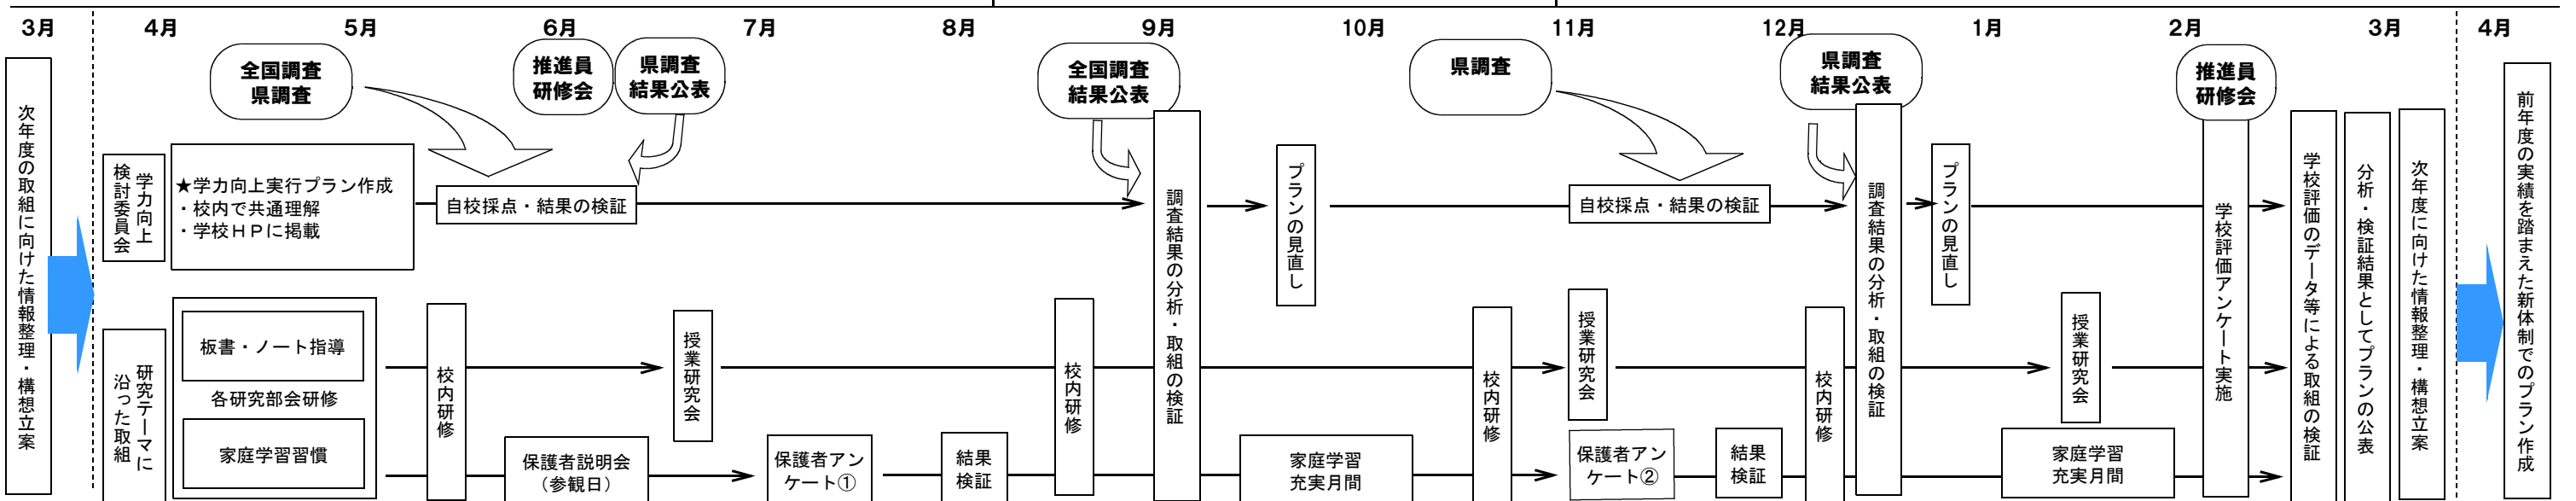 3月
4月
5月
6月
7月
8月
9月
10月
11月
12月
1月
2月
3月
4月
全国調査
県調査
推進員
研修会
県調査
結果公表
全国調査
結果公表
県調査
県調査
結果公表
推進員
研修会
次年度の取組に向けた情報整理・構想立案
学力向上
検討委員会
★学力向上実行プラン作成
・校内で共通理解
・学校ＨＰに掲載
自校採点・結果の検証
調査結果の分析・取組の検証
プランの見直し
自校採点・結果の検証
調査結果の分析・取組の検証
プランの見直し
学校評価アンケート実施
学校評価のデータ等による取組の検証
分析・検証結果としてプランの公表
次年度に向けた情報整理・構想立案
前年度の実績を踏まえた新体制でのプラン作成
研究テーマに
沿った取組
板書・ノート指導
各研究部会研修
家庭学習習慣
校内研修
授業研究会
校内研修
校内研修
授業研究会
校内研修
授業研究会
保護者説明会
（参観日）
保護者アン
ケート①
結果
検証
家庭学習
充実月間
保護者アン
ケート②
結果
検証
家庭学習
充実月間